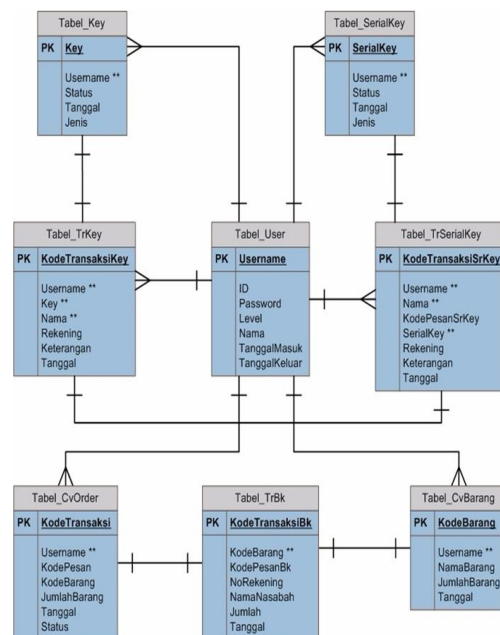 Tabel_Key
PK Key
Username **
Status
Tanggal
Jenis
Tabel_SerialKey
PK SerialKey
Username **
Status
Tanggal
Jenis
Tabel_TrKey
PK KodeTransaksiKey
Username **
Key **
Nama **
Rekening
Keterangan
Tanggal
Tabel_User
PK Username
ID
Password
Level
Nama
TanggalMasuk
TanggalKeluar
Tabel_TrSerialKey
PK KodeTransaksiSrKey
Username **
Nama **
KodePesanSrKey
SerialKey **
Rekening
Keterangan
Tanggal
Tabel_CvOrder
PK KodeTransaksi
Username **
KodePesan
KodeBarang
JumlahBarang
Tanggal
Status
Tabel_TrBk
PK KodeTransaksiBk
KodeBarang **
KodePesanBk
NoRekening
NamaNasabah
Jumlah
Tanggal
Tabel_CvBarang
PK KodeBarang
Username **
NamaBarang
JumlahBarang
Tanggal